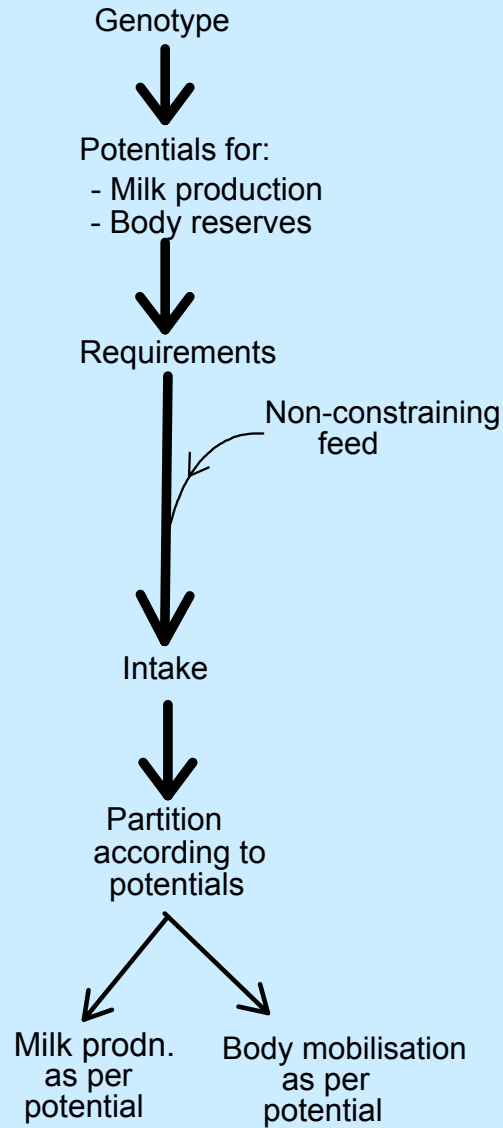 Genotype
Potentials for:
- Milk production
- Body reserves
Requirements
Non-constraining
feed
Intake
Partition
according to
potentials
Milk prodn.
as per
potential
Body mobilisation
as per
potential